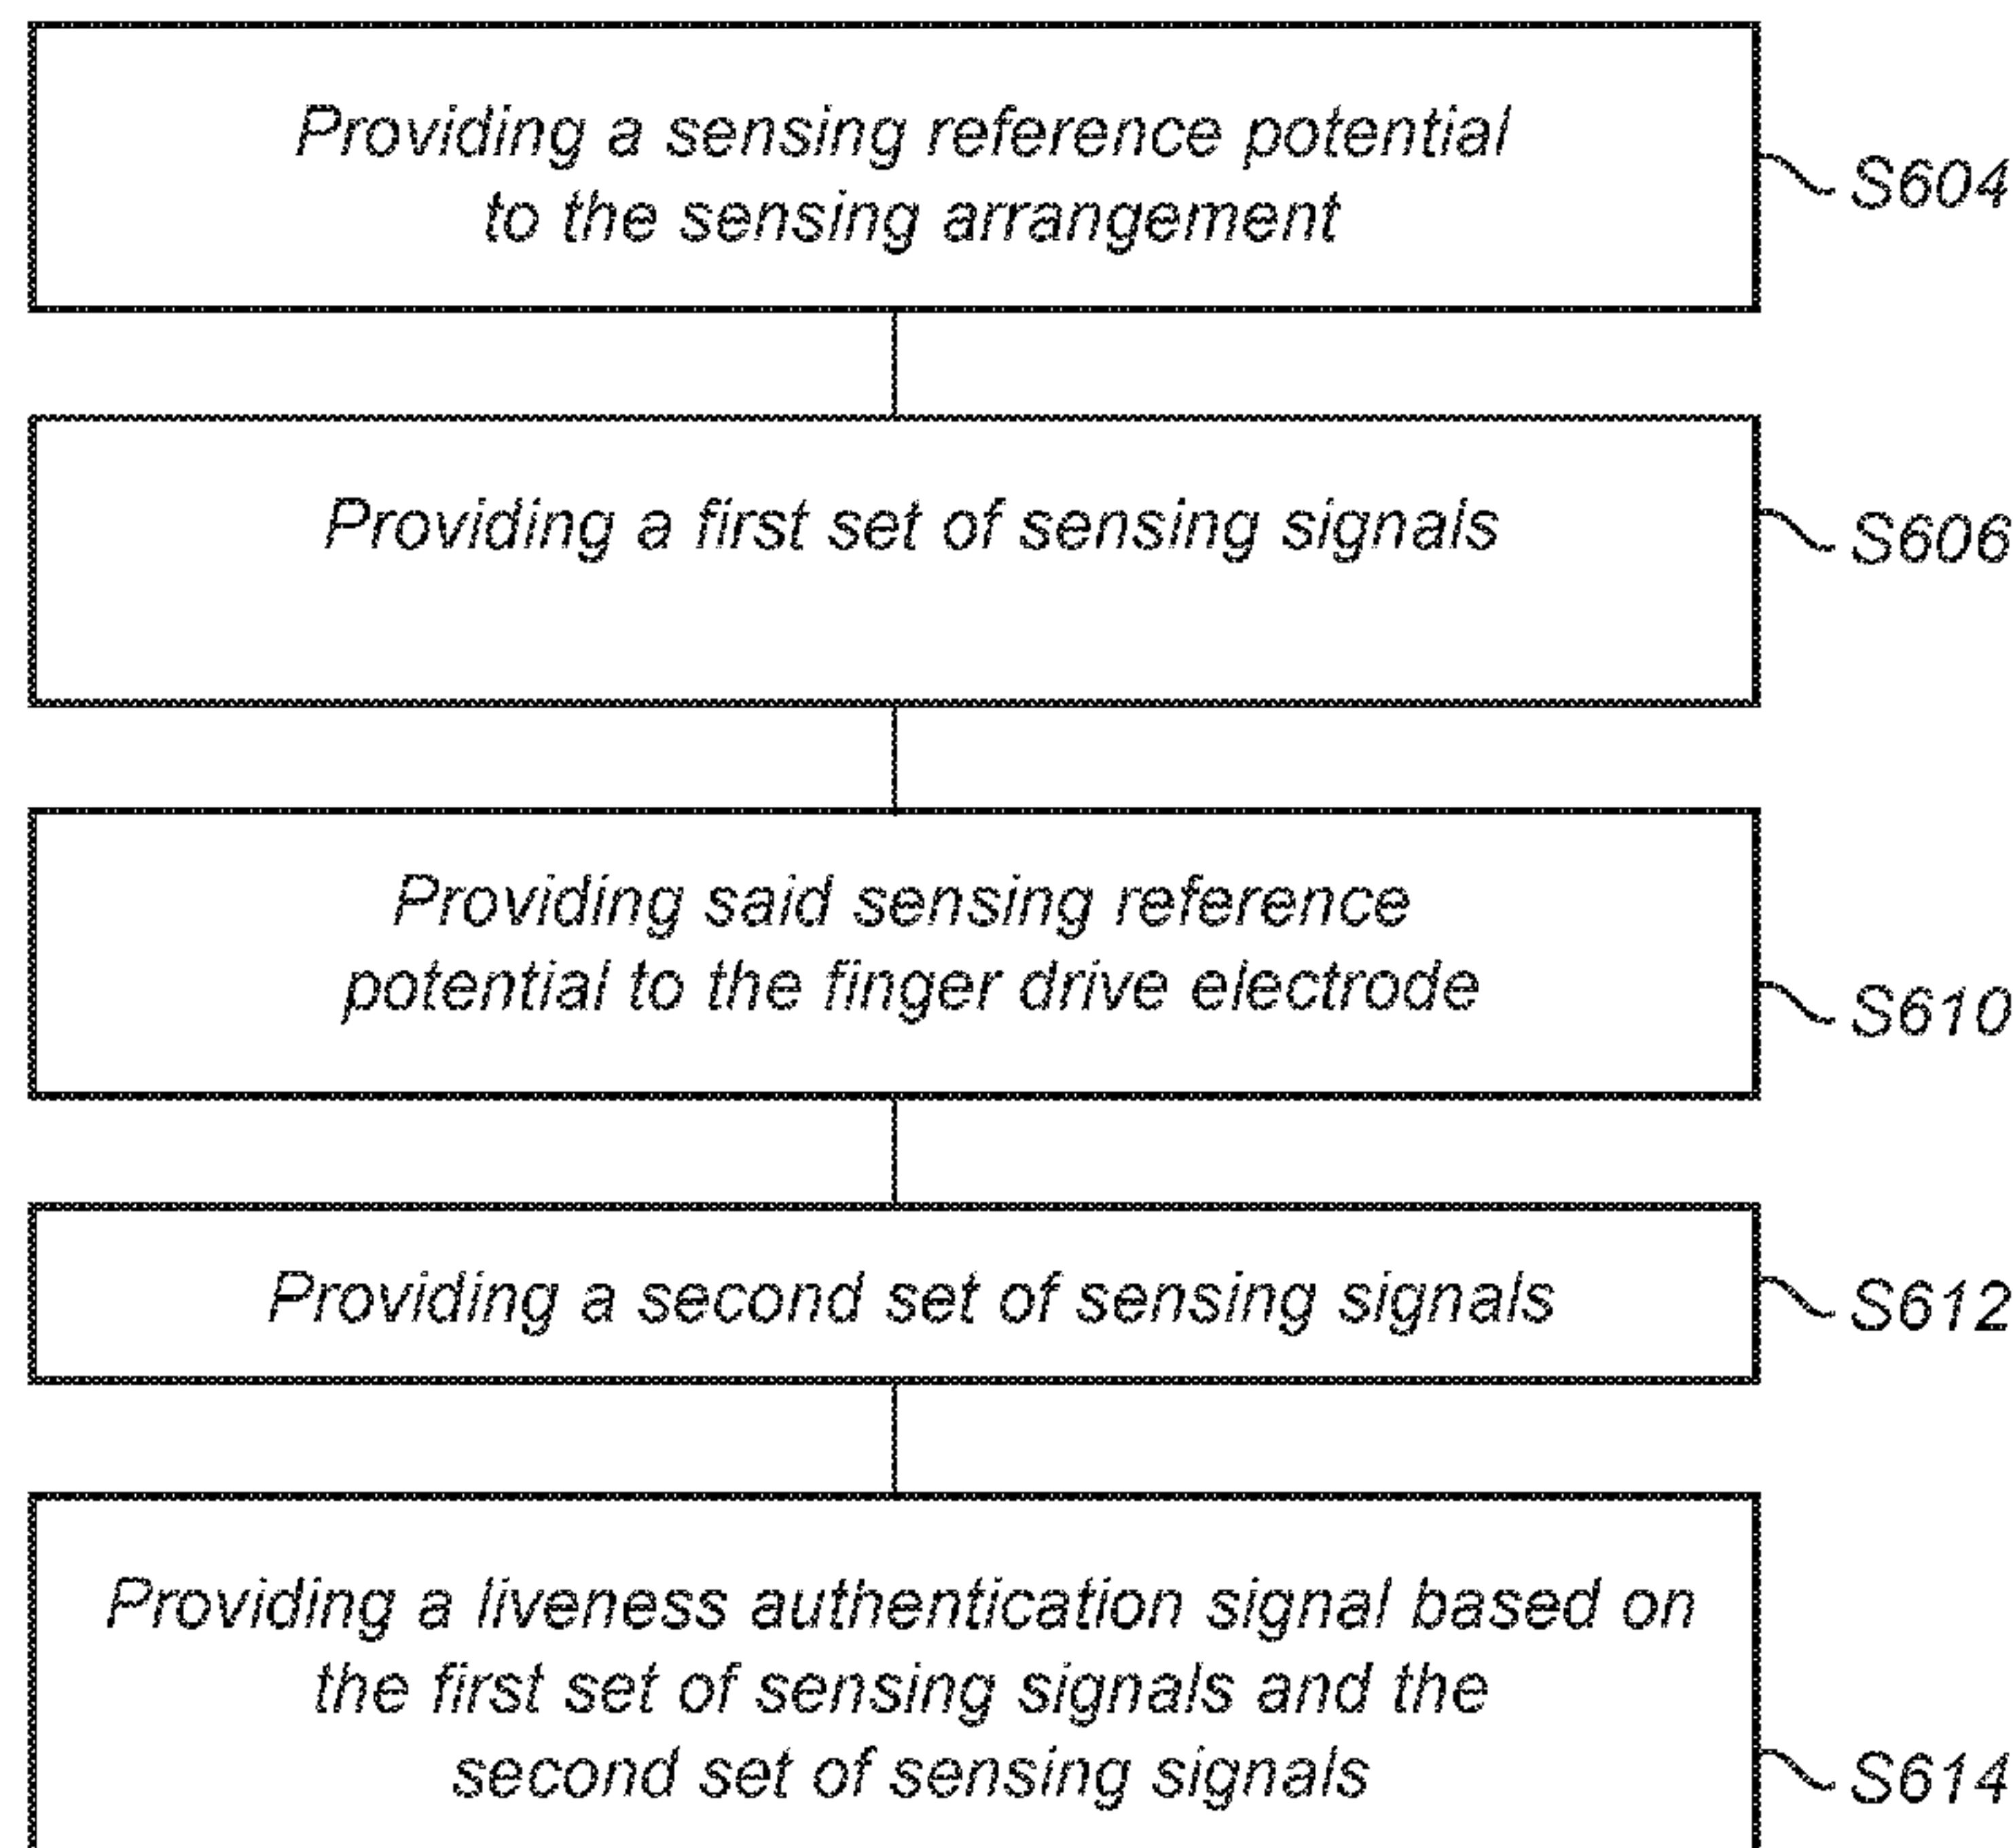 Providing a sensing reference potential
to the sensing arrangement
S604
Providing a first set of sensing signals
S606
Providing said sensing reference
potential to the finger drive electrode
S610
Providing a second set of sensing signals
S612
Providing a liveness authentication signal based on
the first set of sensing signals and the
second set of sensing signals
S614